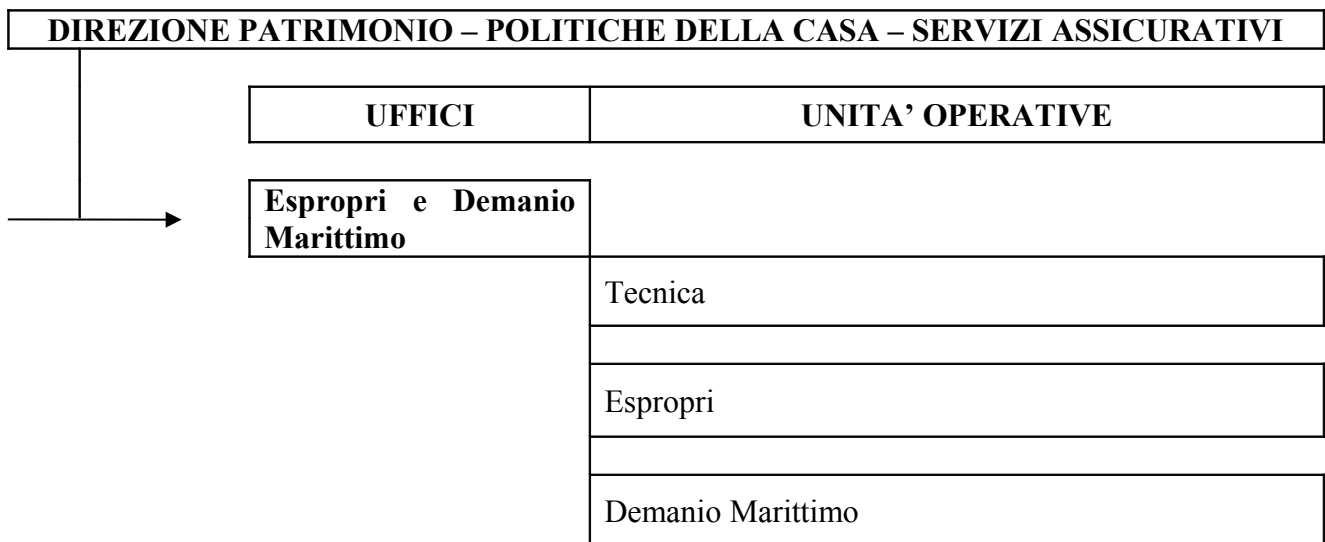 DIREZIONE PATRIMONIO – POLITICHE DELLA CASA – SERVIZI ASSICURATIVI
UFFICI UNITA’ OPERATIVE
Espropri e Demanio
Marittimo
Tecnica
Espropri
Demanio Marittimo